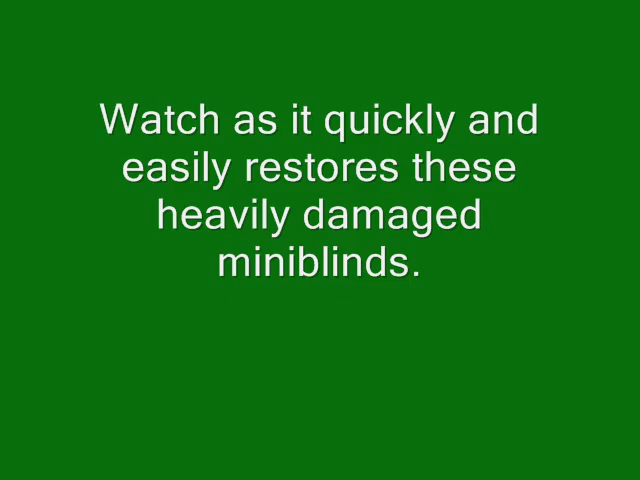 Watch as it quickly and
easily restores these
heavily damaged
miniblinds.